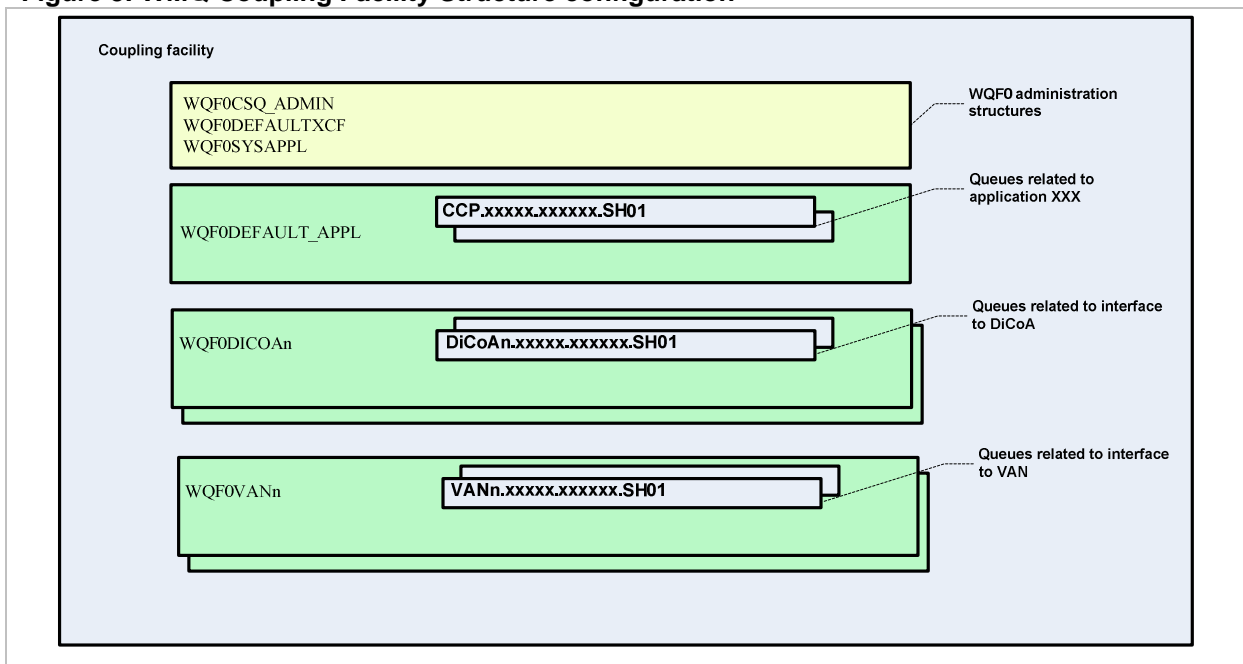 Coupling facility
WQF0CSQ_ADMIN
WQF0DEFAULTXCF
WQF0SYSAPPL
WQF0 administration
structures
Queues related to
application XXX
CCP.xxxxx.xxxxxx.SH01
WQF0DEFAULT_APPL
Queues related to interface
to DiCoA
WQF0DICOAn
DiCoAn.xxxxx.xxxxxx.SH01
Queues related to interface
to VAN
WQF0VANn
VANn.xxxxx.xxxxxx.SH01